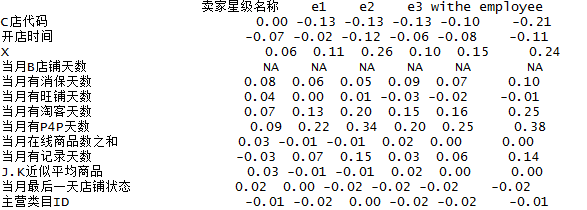 卖家星级名称 e1 e2 e3 withe employee
C店代码 0.00 -0.13 -0.13 -0.13 -0.10 -0.21
开店时间 -0.07 -0.02 -0.12 -0.06 -0.08 -0.11
X 0.06 0.11 0.26 0.10 0.15 0.24
当月B店铺天数 NA NA NA NA NA NA
当月有消保天数 0.08 0.06 0.05 0.09 0.07 0.10
当月有旺铺天数 0.04 0.00 0.01 -0.03 -0.02 -0.01
当月有淘客天数 0.07 0.13 0.20 0.15 0.16 0.25
当月有P4P天数 0.09 0.22 0.34 0.20 0.25 0.38
当月在线商品数之和 0.03 -0.01 -0.01 0.02 0.00 0.00
当月有记录天数 -0.03 0.07 0.15 0.03 0.06 0.14
J.K近似平均商品 0.03 -0.01 -0.01 0.02 0.00 0.00
当月最后一天店铺状态 0.02 0.00 -0.02 -0.02 -0.02 -0.02
主营类目ID -0.01 -0.02 0.00 -0.02 -0.02 -0.01